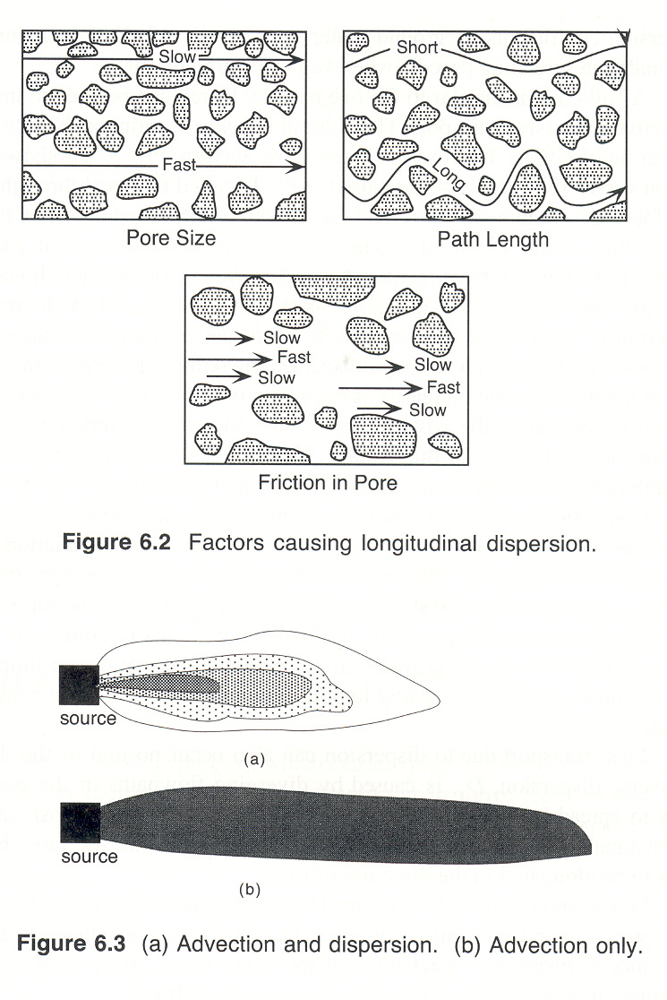 Slow
Fast
Pore Size
Short
Long
Path Length
Slow
Fast
Slow
Slow
Fast
Slow
Friction in Pore
Figure 6.2 Factors causing longitudinal dispersion.
source
(a)
source
(b)
Figure 6.3 (a) Advection and dispersion. (b) Advection only.